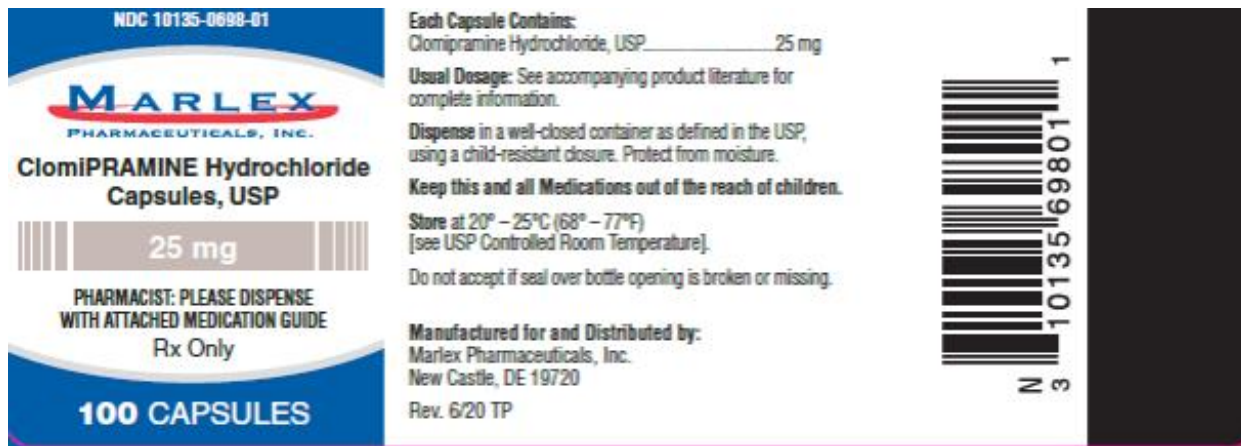 NDC 10135-0698-01
MARLEX
PHARMACEUTICALS, INC.
ClomiPRAMINE Hydrochloride
Capsules, USP
25 mg
PHARMACIST: PLEASE DISPENSE
WITH ATTACHED MEDICATION GUIDE
Rx Only
100 CAPSULES
Each Capsule Contains:
Clomipramine Hydrochloride, USP..............................25 mg
Usual Dosage: See accompanying product literature for
complete information.
Dispense in a well-closed container as defined in the USP,
using a child-resistant closure. Protect from moisture.
Keep this and all Medications out of the reach of children.
Store at 20º – 25ºC (68º – 77ºF)
[see USP Controlled Room Temperature].
Do not accept if seal over bottle opening is broken or missing.
Manufactured for and Distributed by:
Marlex Pharmaceuticals, Inc.
New Castle, DE 19720
Rev. 6/20 TP
N
3 10135 69801 1